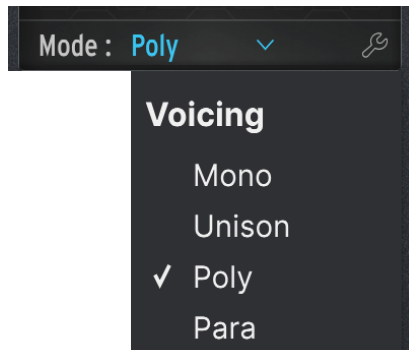 Mode : Poly
Voicing
Mono
Unison
✓ Poly
Para